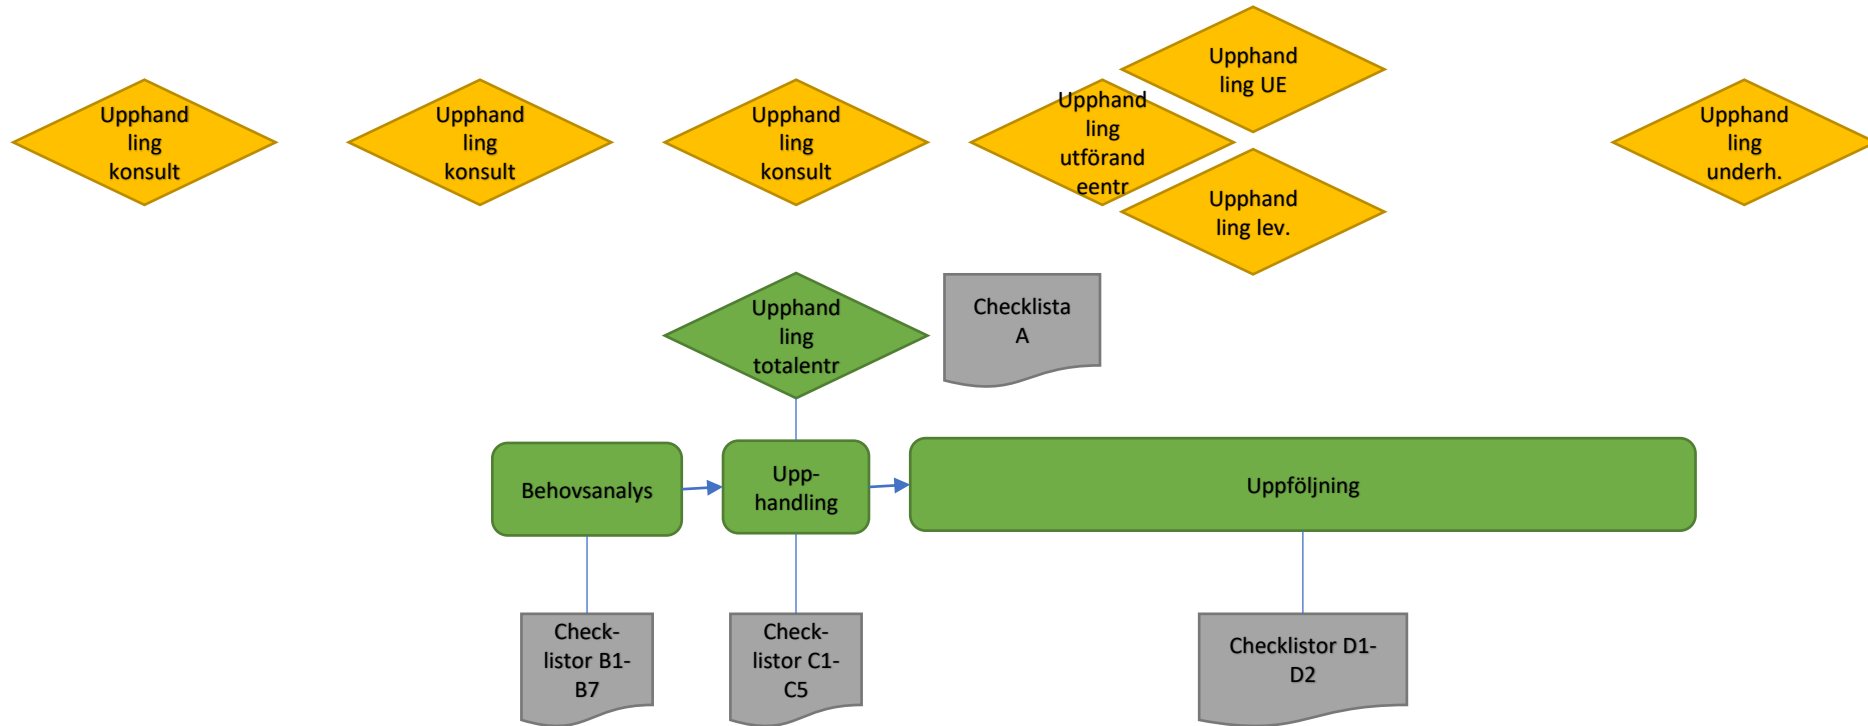 Upphand
ling UE
Upphand
ling
konsult
Upphand
ling
konsult
Upphand
ling
konsult
Upphand
ling
utförand
eentr
Upphand
ling
underh.
Upphand
ling lev.
Upphand
ling
totalentr
Checklista
A
Behovsanalys
Upp-
handling
Uppföljning
Check-
listor B1-
B7
Check-
listor C1-
C5
Checklistor D1-
D2